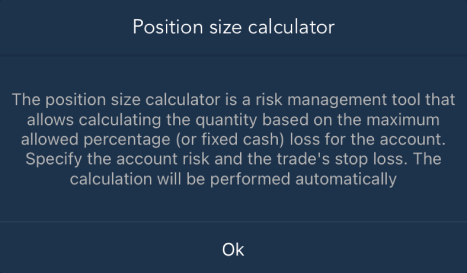 Position size calculator
The position size calculator is a risk management tool that
allows calculating the quantity based on the maximum
allowed percentage (or fixed cash) loss for the account.
Specify the account risk and the trade's stop loss. The
calculation will be performed automatically
Ok